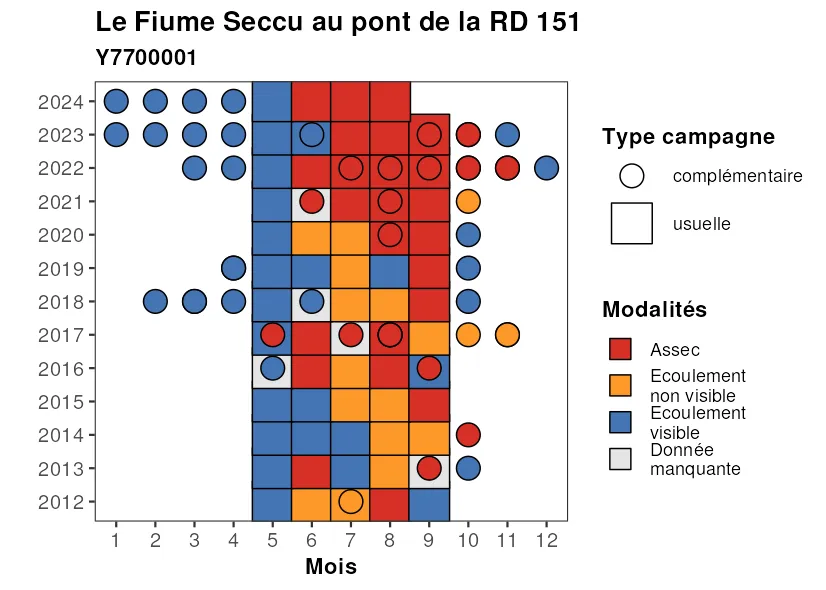 Le Fiume Seccu au pont de la RD 151
Y7700001
2024
2023
2022
2021
2020
2019
2018
2017
2016
2015
2014
2013
2012
1 2 3 4 5 6 7 8 9 10 11 12
Mois
Type campagne
complémentaire
usuelle
Modalités
Assec
Ecoulement
non visible
Ecoulement
visible
Donnée
manquante